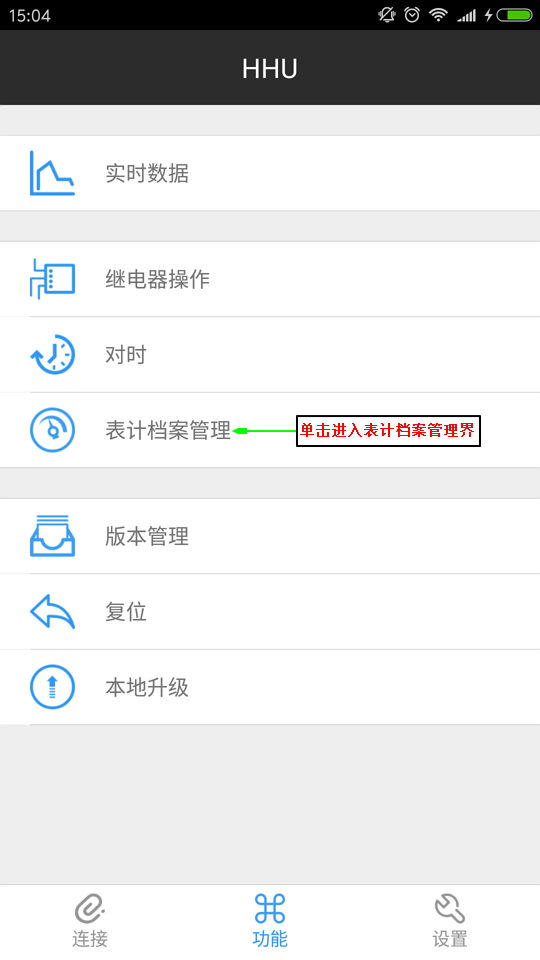 15:04
HHU
实时数据
继电器操作
对时
表计档案管理
单击进入表计档案管理界
版本管理
复位
本地升级
连接
功能
设置